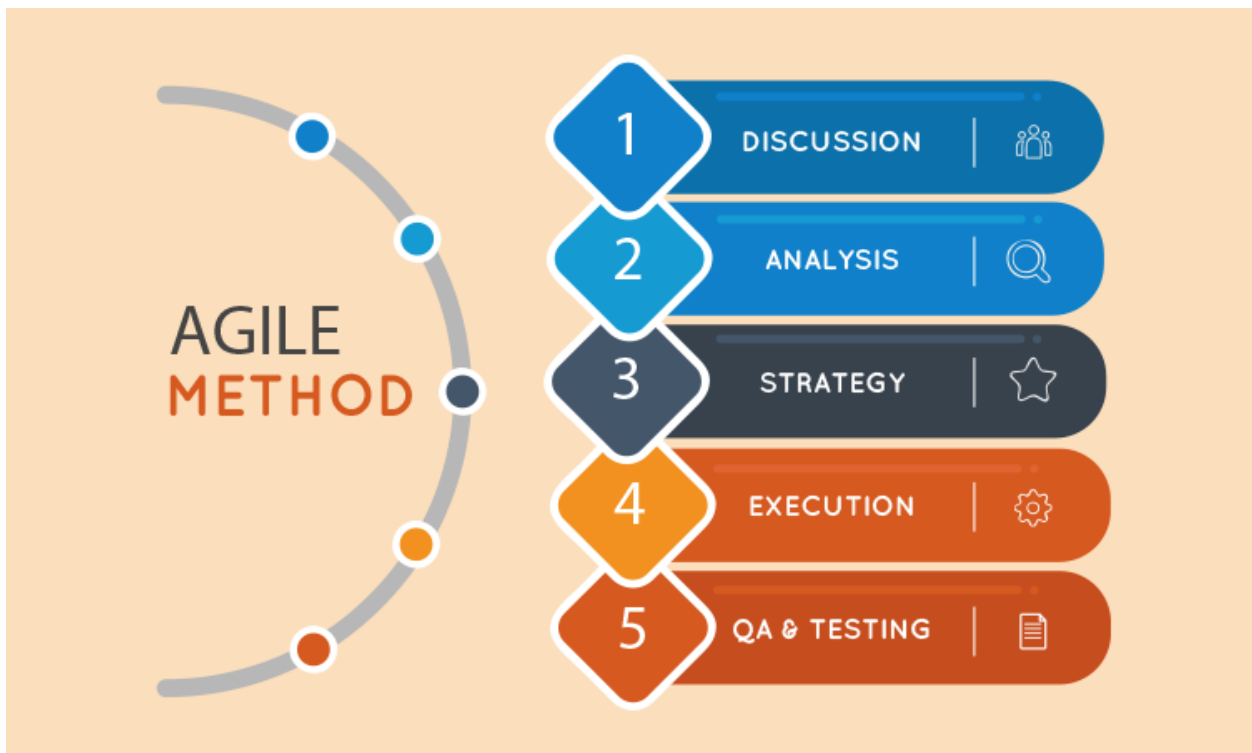 AGILE
METHOD
1
DISCUSSION
2
ANALYSIS
3
STRATEGY
4
EXECUTION
5
QA & TESTING